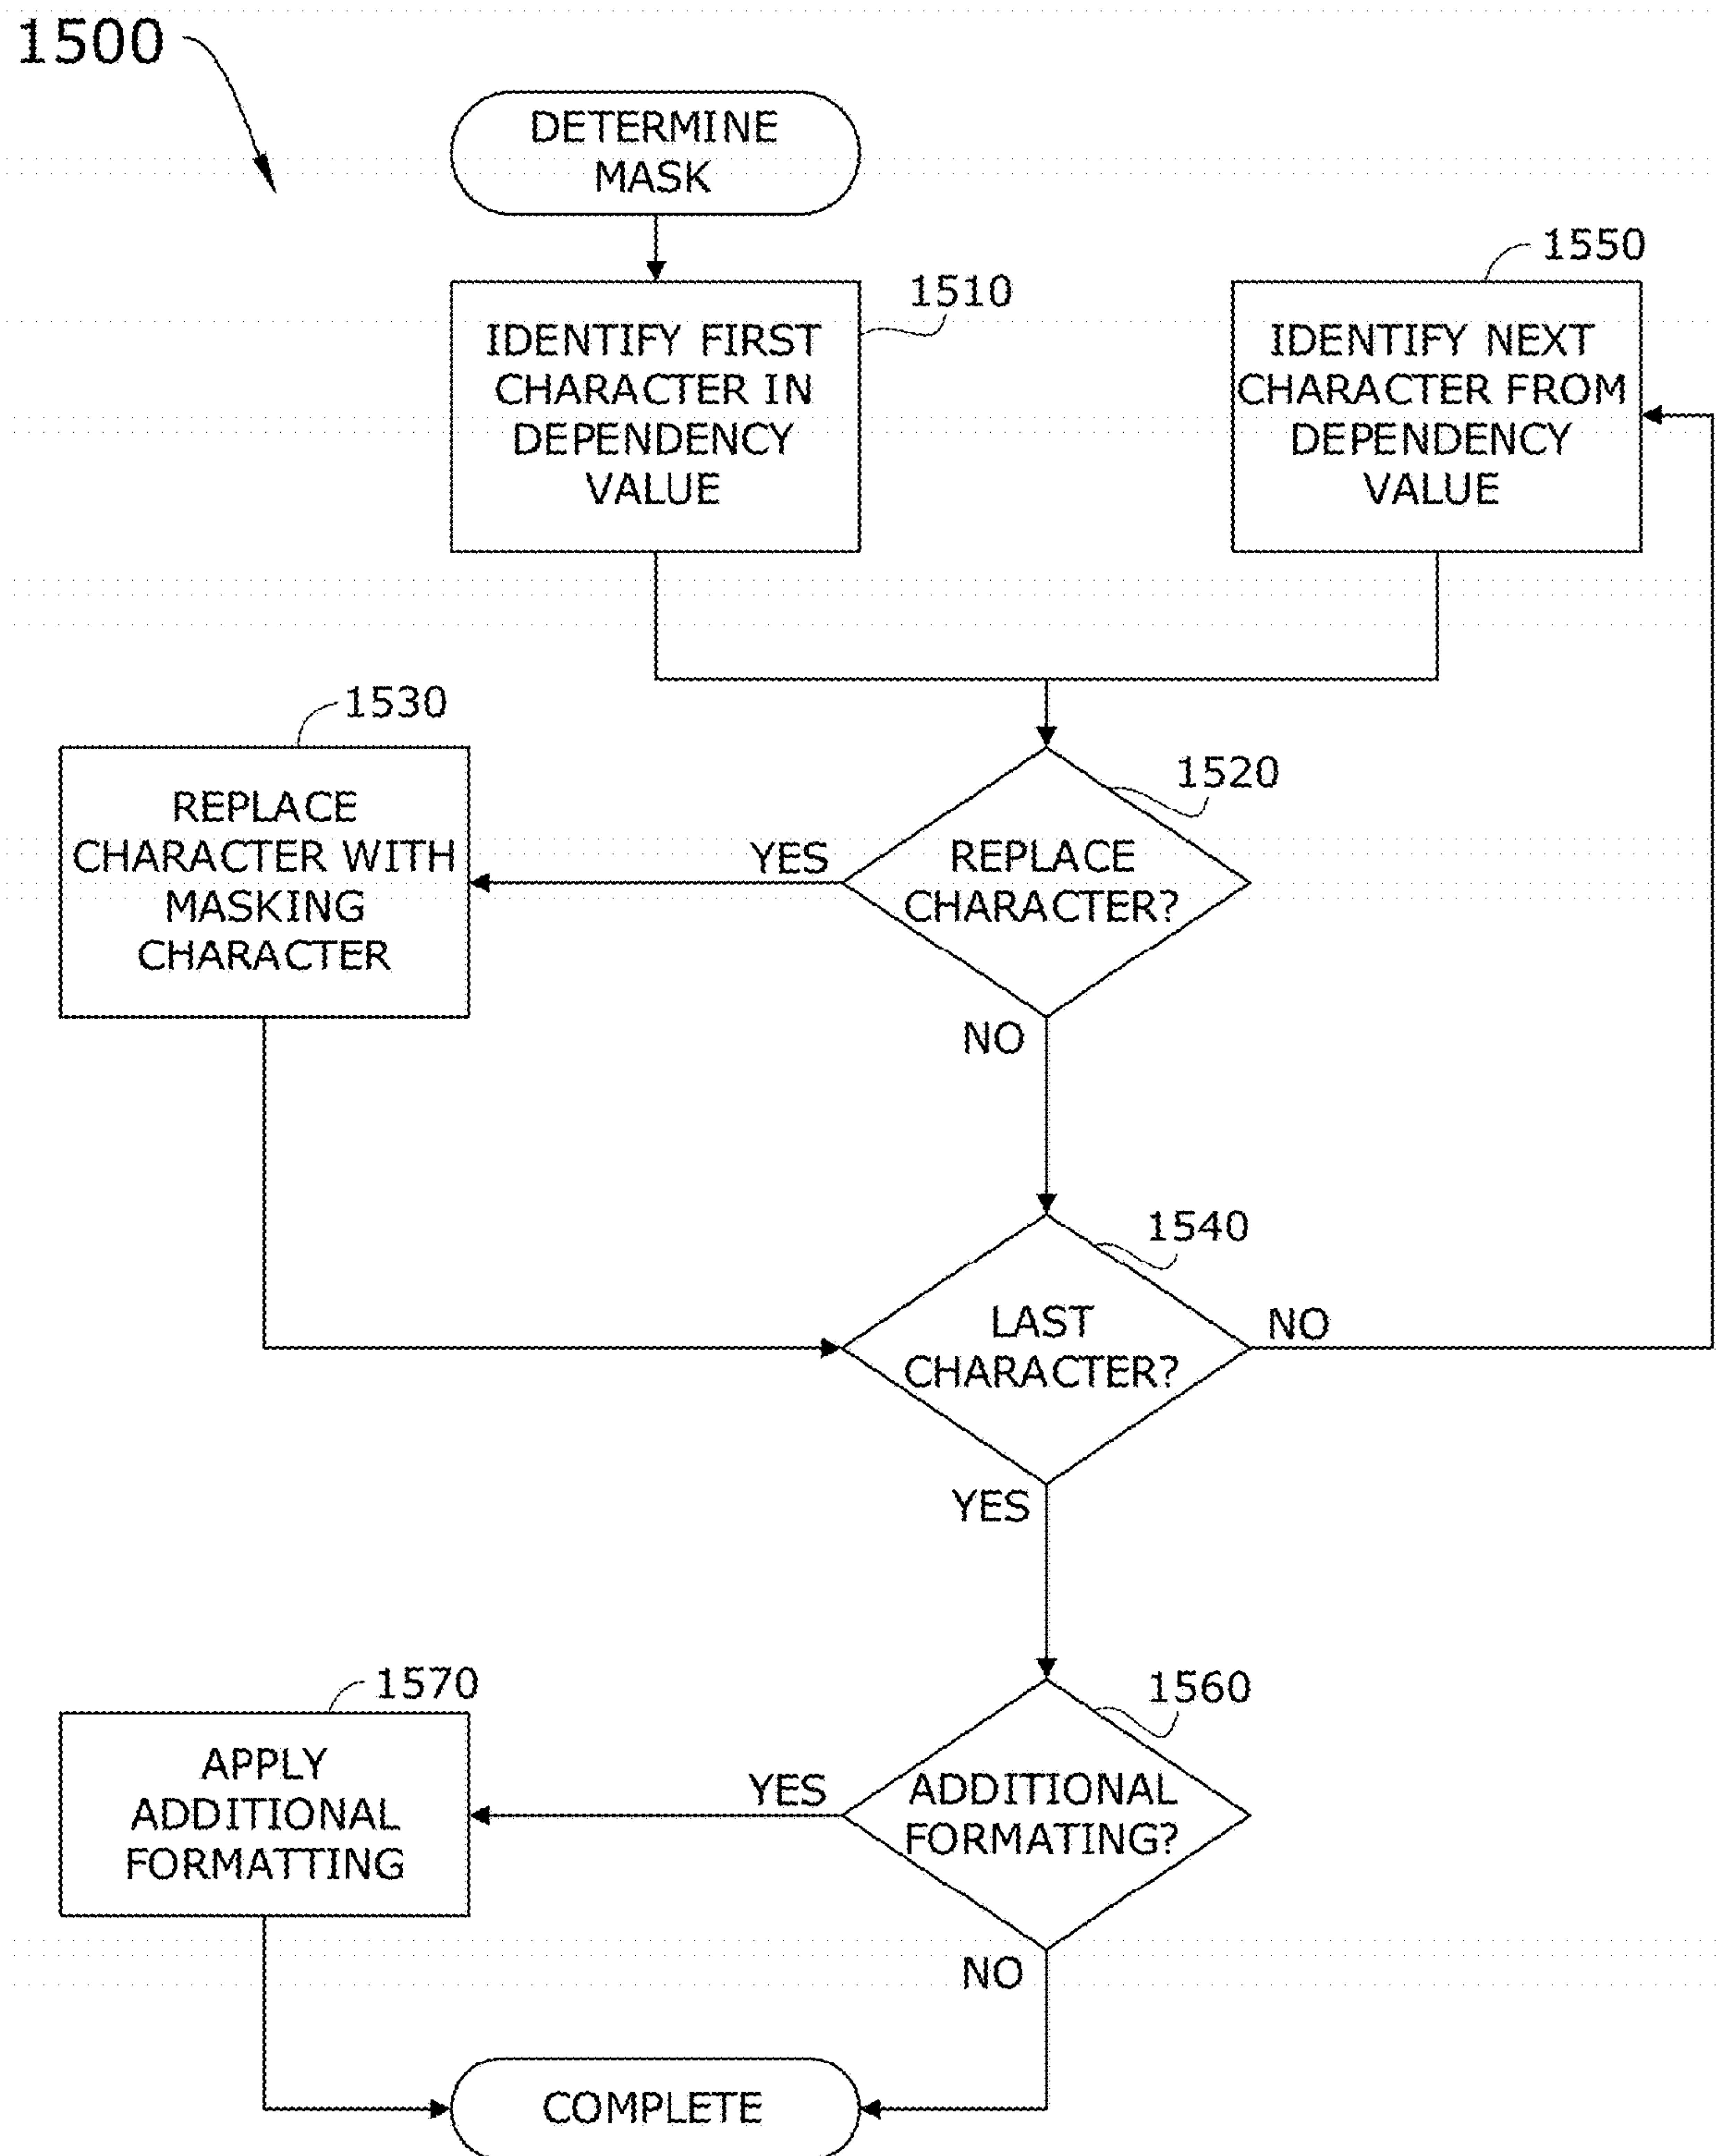 1500
DETERMINE
MASK
1510
IDENTIFY FIRST
CHARACTER IN
DEPENDENCY
VALUE
1550
IDENTIFY NEXT
CHARACTER FROM
DEPENDENCY
VALUE
1530
REPLACE
CHARACTER WITH
MASKING
CHARACTER
1520
YES
REPLACE
CHARACTER?
NO
1540
LAST
CHARACTER?
NO
YES
1570
APPLY
ADDITIONAL
FORMATTING
1560
YES
ADDITIONAL
FORMATING?
NO
COMPLETE